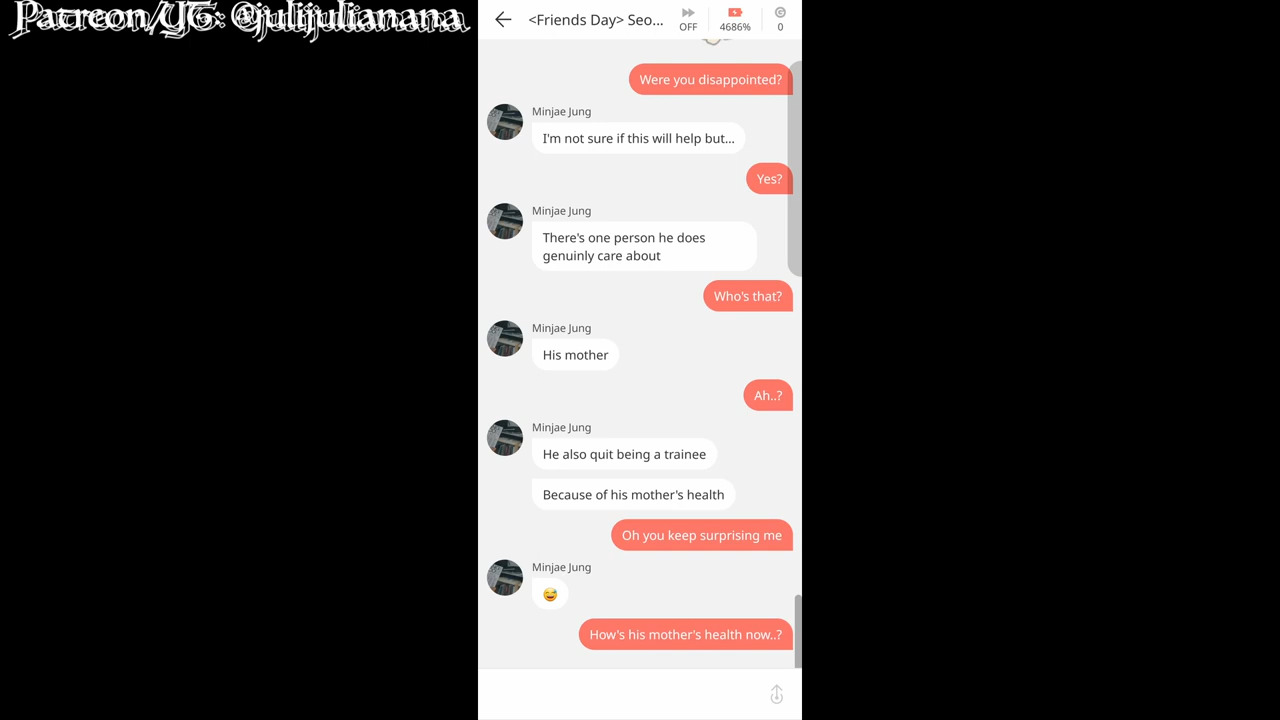 Patreon/YT: @julijulianana
<Friends Day> Seo...
OFF
4686%
0
Were you disappointed?
Minjae Jung
I'm not sure if this will help but...
Yes?
Minjae Jung
There's one person he does
genuinly care about
Who's that?
Minjae Jung
His mother
Ah..?
Minjae Jung
He also quit being a trainee
Because of his mother's health
Oh you keep surprising me
Minjae Jung
😅
How's his mother's health now..?